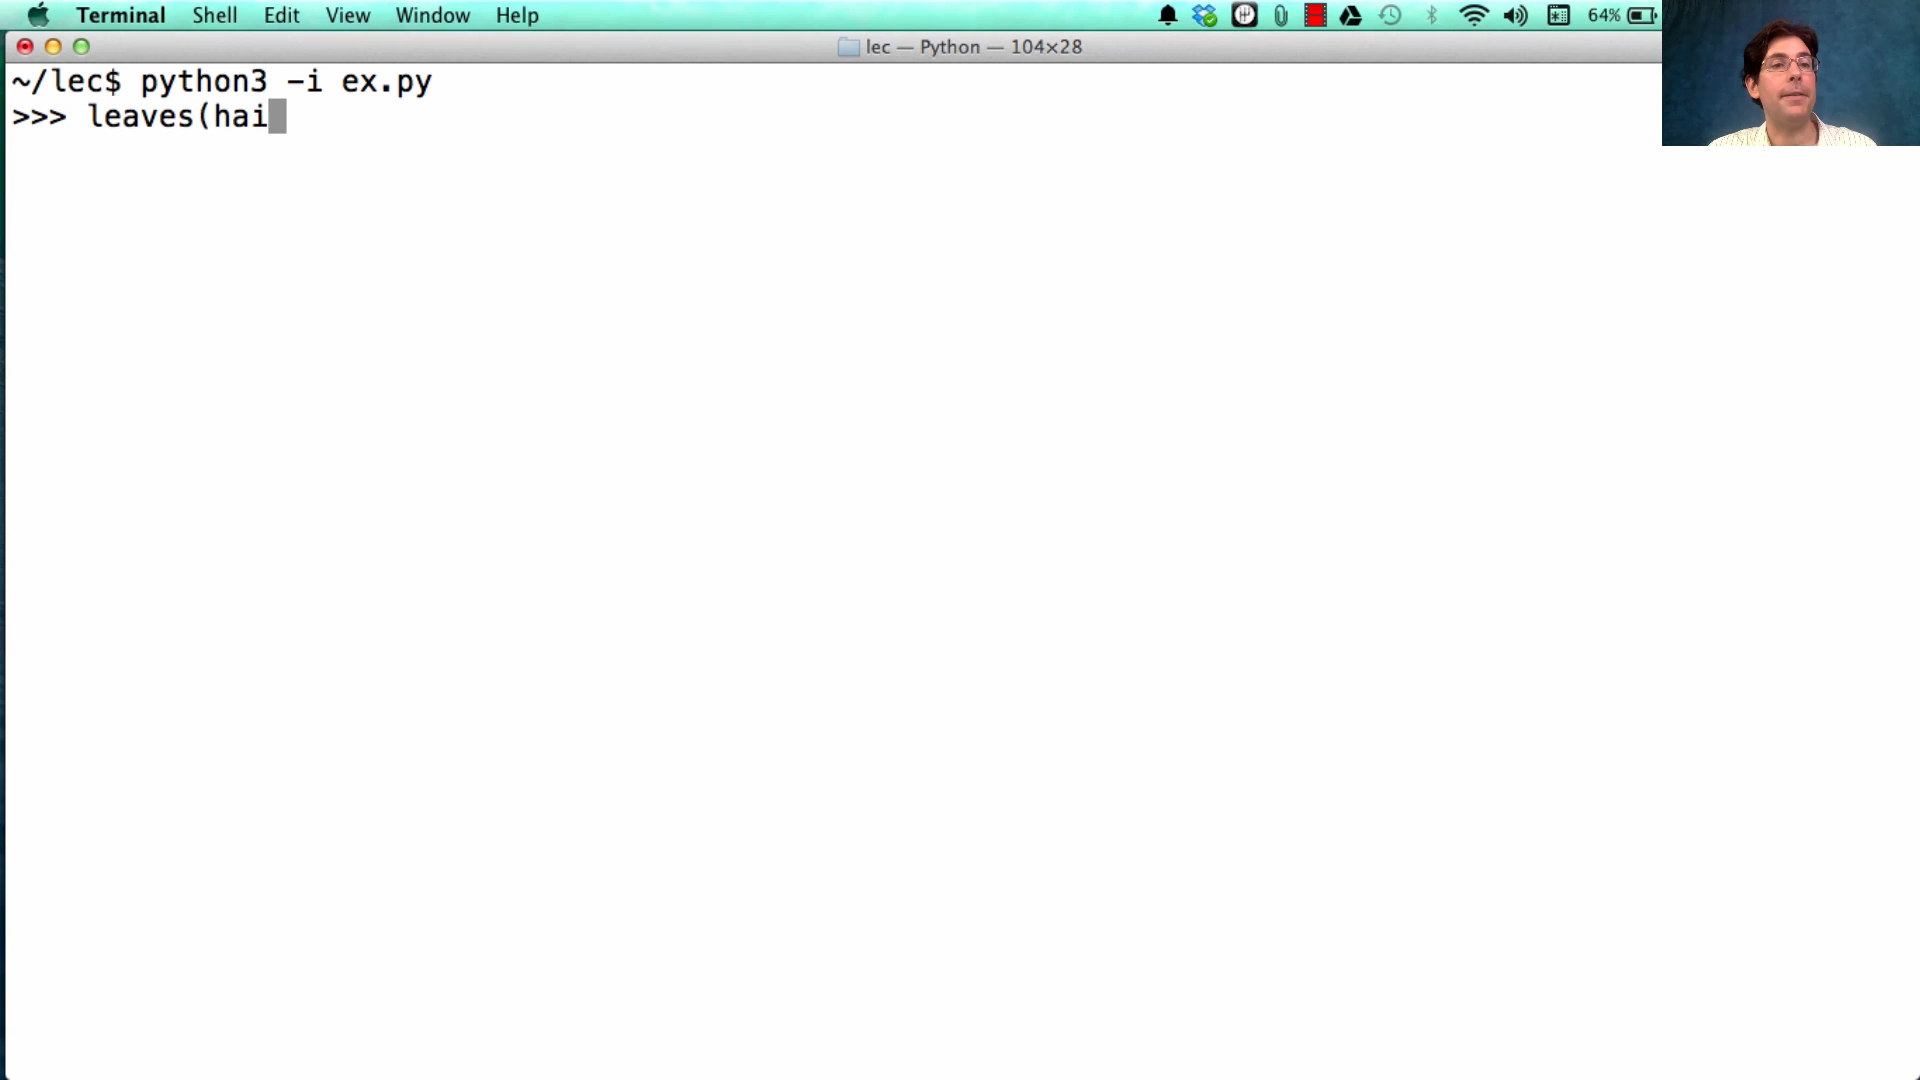 Terminal Shell Edit View Window Help 64%
lec — Python — 104×28
~/lec$ python3 -i ex.py
>>> leaves(hai